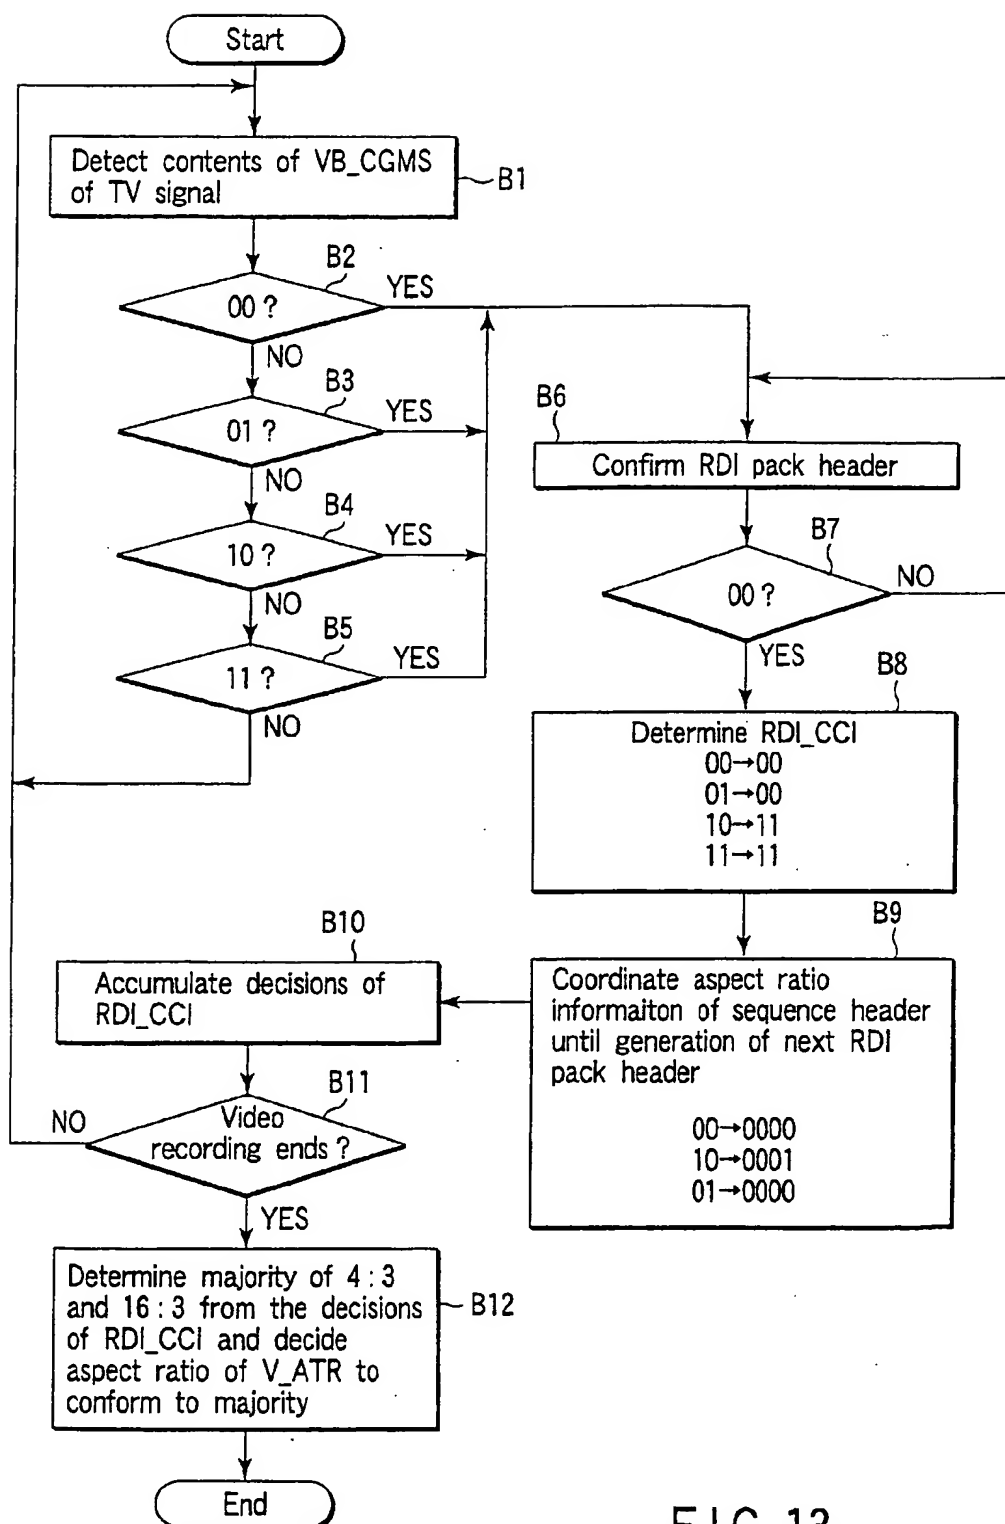 Start
Detect contents of VB_CGMS
of TV signal
B1
B2
00?
YES
NO
B3
01?
YES
NO
B4
10?
YES
NO
B5
11?
YES
NO
B6
Confirm RDI pack header
B7
00?
NO
YES
B8
Determine RDI_CCI
00→00
01→00
10→11
11→11
B9
Coordinate aspect ratio
informaiton of sequence header
until generation of next RDI
pack header
00→0000
10→0001
01→0000
B10
Accumulate decisions of
RDI_CCI
B11
Video
recording ends?
NO
YES
Determine majority of 4:3
and 16:3 from the decisions
of RDI_CCI and decide
aspect ratio of V_ATR to
conform to majority
B12
End